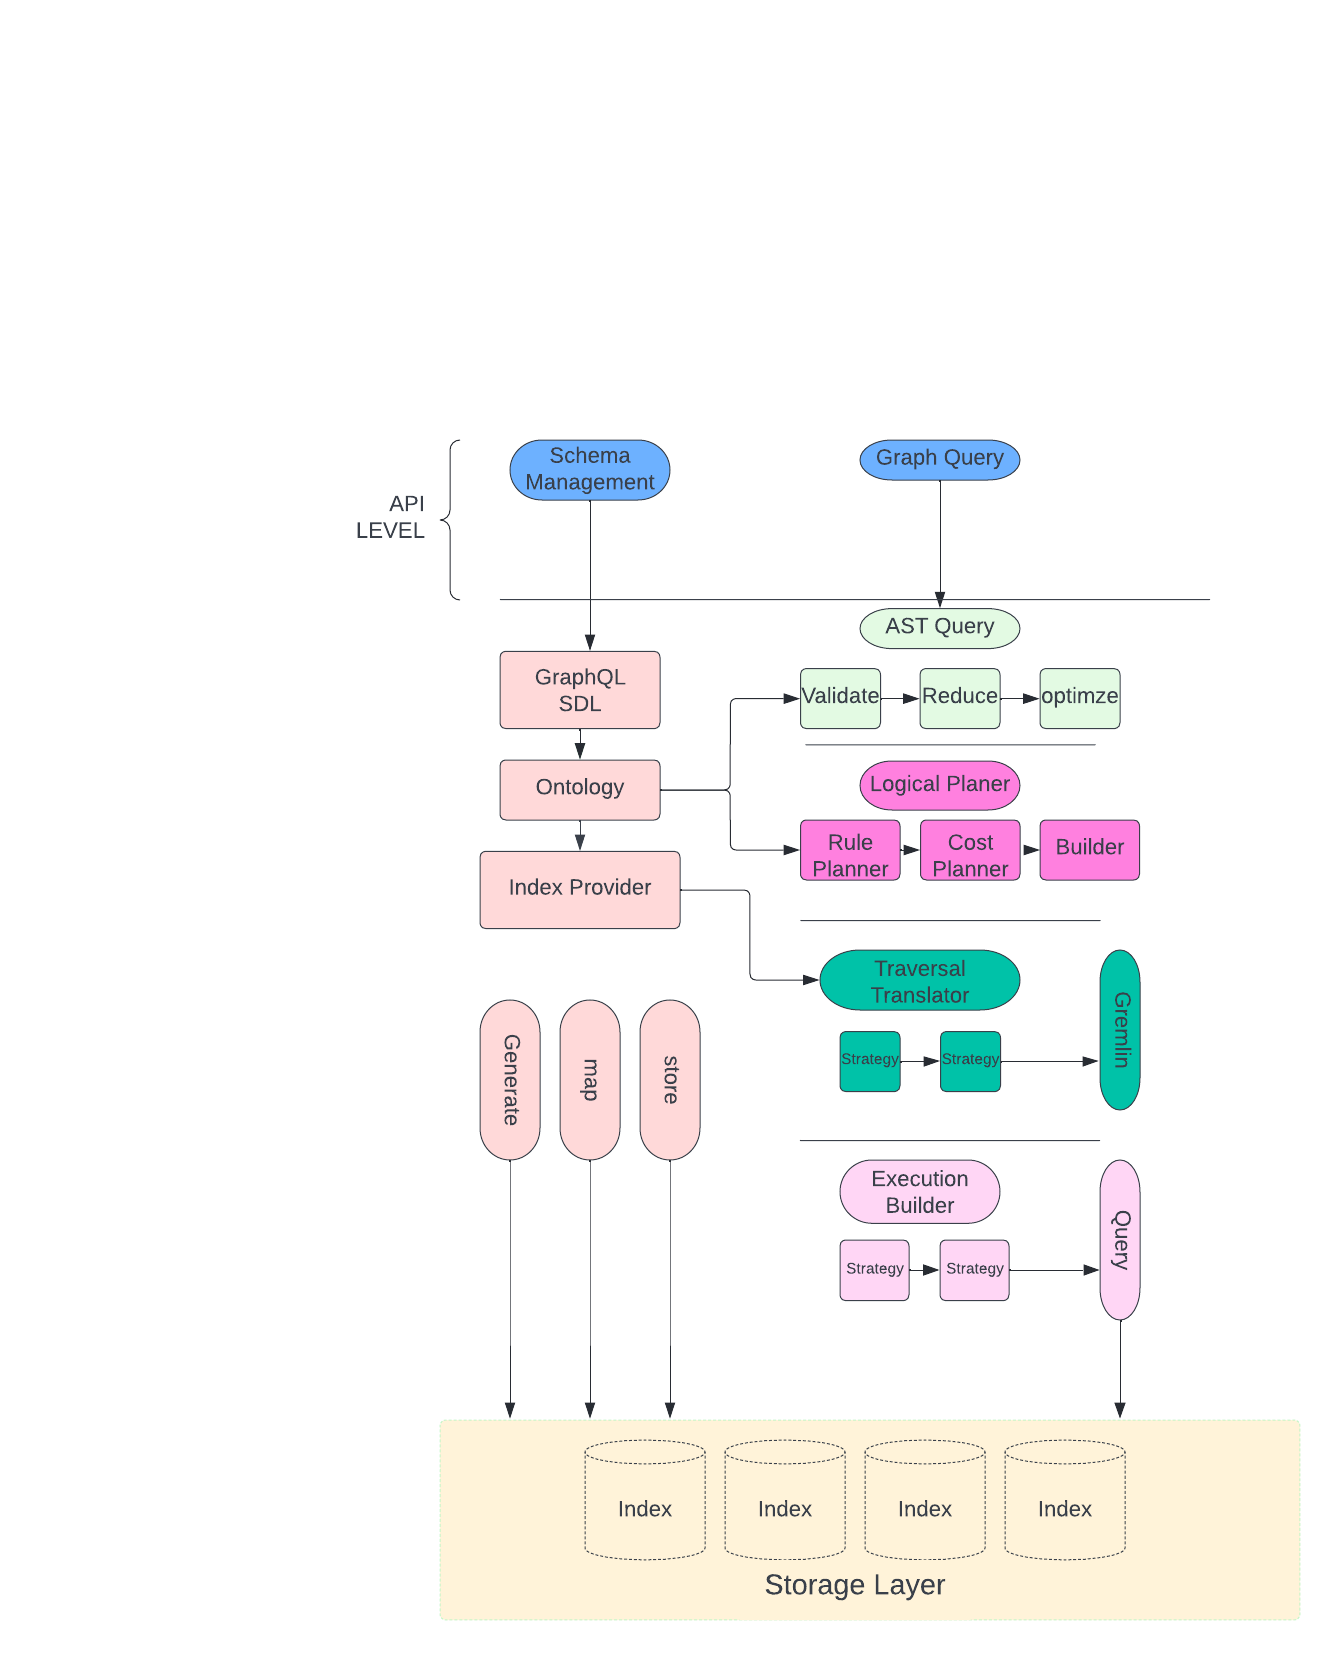 Schema
Management
Graph Query
API
LEVEL
AST Query
GraphQL
SDL
Validate
Reduce
optimze
Ontology
Logical Planer
Rule
Planner
Cost
Planner
Builder
Index Provider
Traversal
Translator
Gremlin
Strategy
Strategy
Generate
map
store
Execution
Builder
Query
Strategy
Strategy
Index
Index
Index
Index
Storage Layer